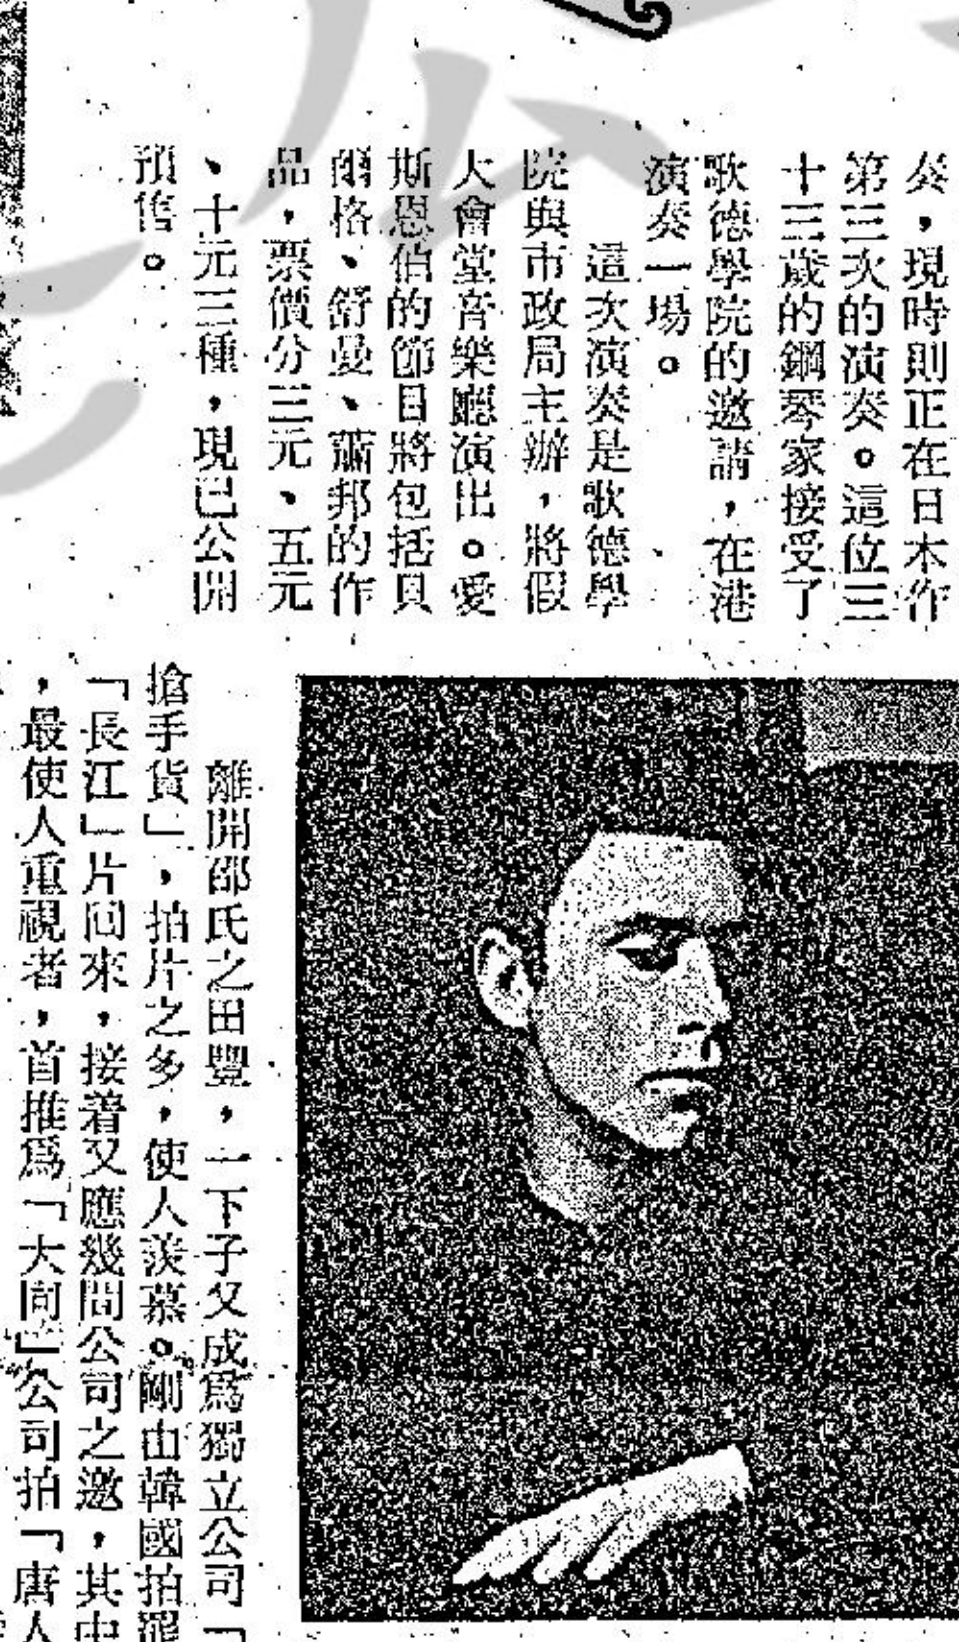 奏，現時則正在日本作
第三次的演奏。這位三
十三歲的鋼琴家接受了
歌德學院的邀請，在港
演奏一場。
這次演奏是歌德學
院與市政局主辦，將假
大會堂音樂廳演出。愛
斯恩伯的節目將包括貝
爾格、舒曼、蕭邦的作
品，票價分三元、五元
、十元三種，現已公開
預售。
離開邵氏之田豐，一下子又成爲獨立公司「
搶手貨」，拍片之多，使人羨慕。剛由韓國拍罷
「長江」片回來，接着又應幾間公司之邀，其中
，最使人重視者，首推爲「大同」公司拍「唐人